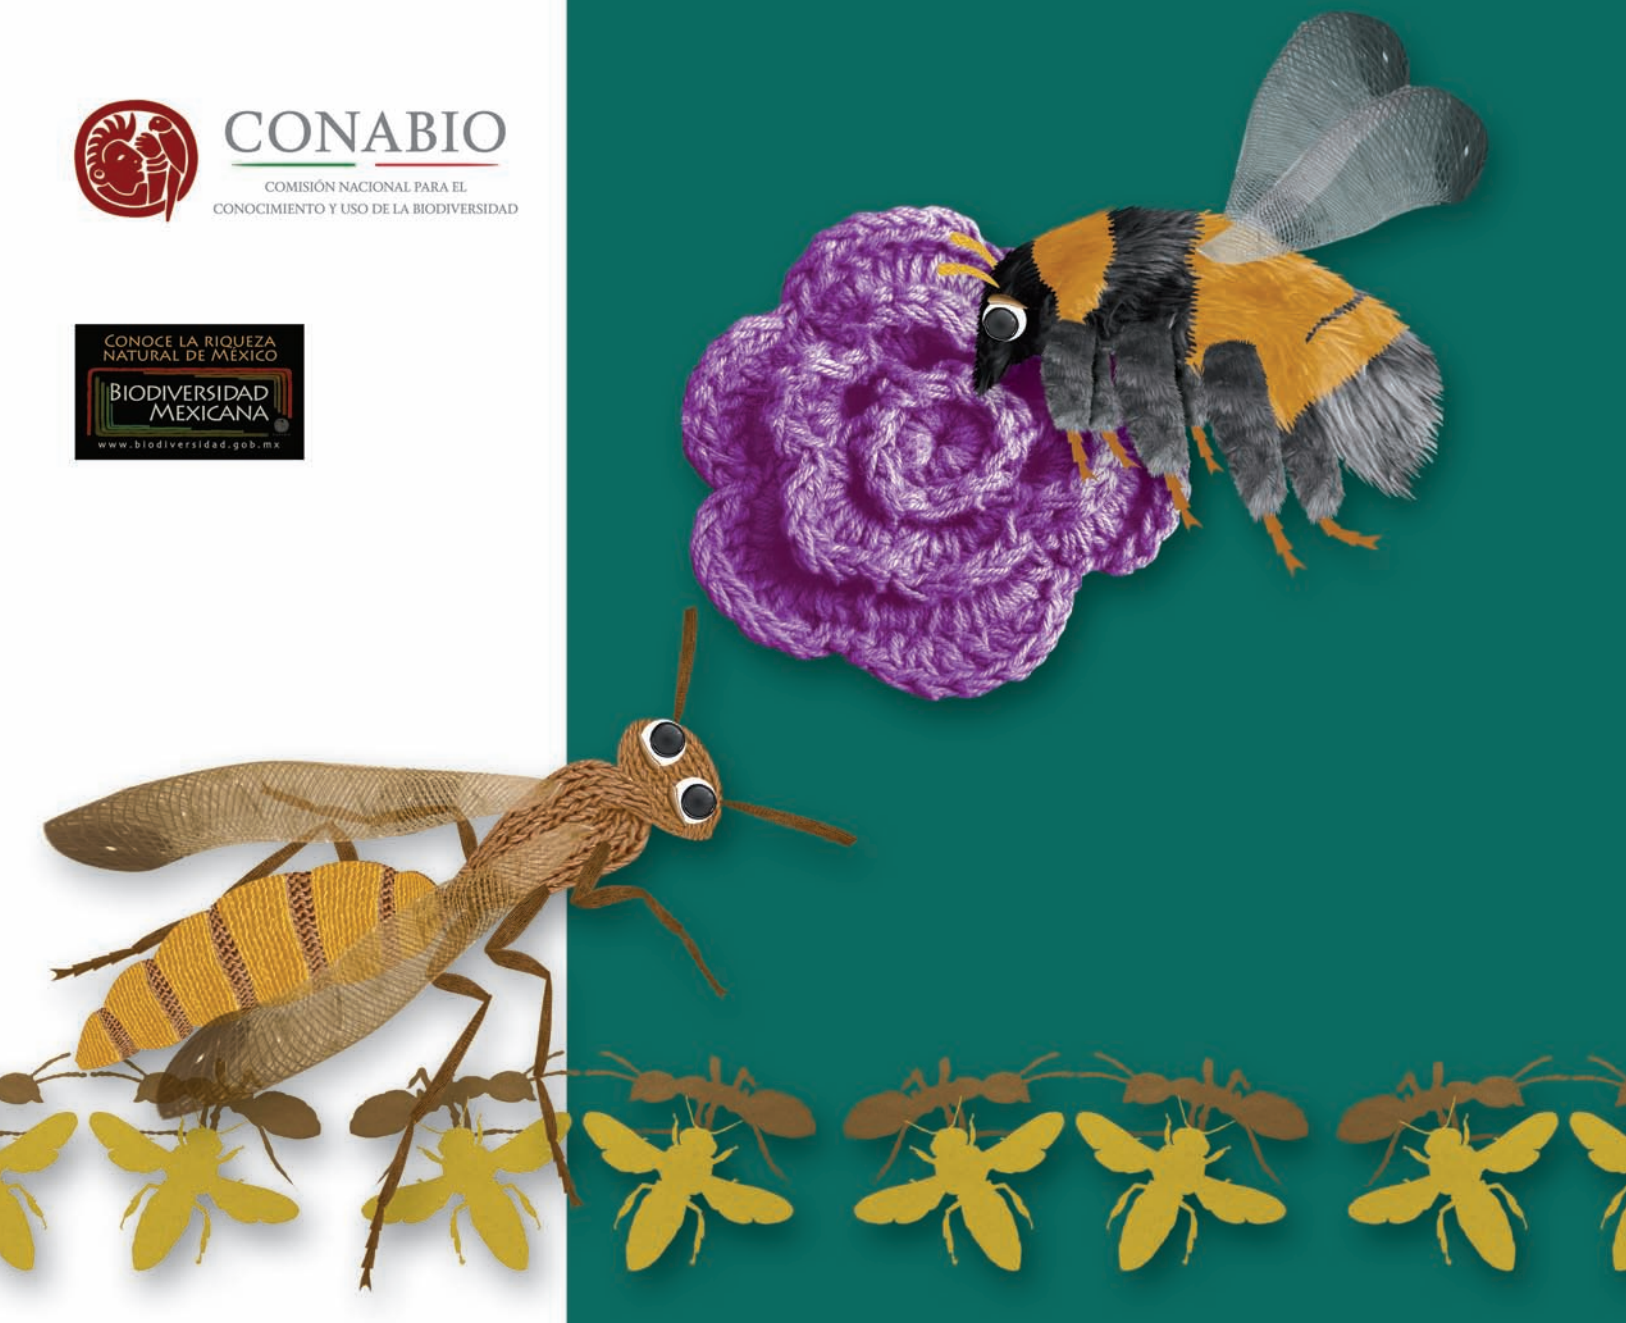 CONABIO
COMISIÓN NACIONAL PARA EL
CONOCIMIENTO Y USO DE LA BIODIVERSIDAD
CONOCE LA RIQUEZA
NATURAL DE MÉXICO
BIODIVERSIDAD
MEXICANA
www.biodiversidad.gob.mx